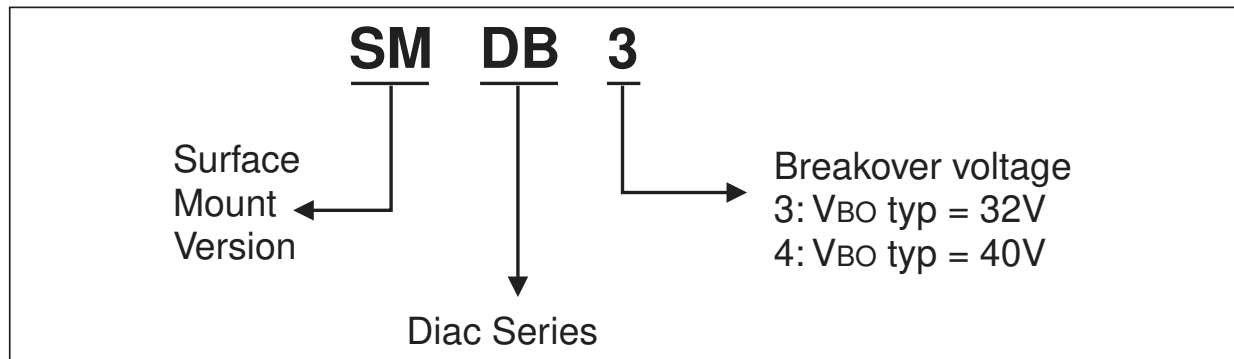 SM DB 3
Surface
Mount
Version
Diac Series
Breakover voltage
3: VBO typ = 32V
4: VBO typ = 40V